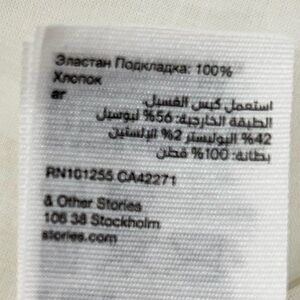 Эластан Подкладка: 100%
Хлопок
ar
استعمل كيس الغسيل
الطبقة الخارجية: 56% ليوسيل
42% البوليستر 2% الإلستين
بطانة: 100% قطن
RN101255 CA42271
& Other Stories
106 38 Stockholm
stories.com